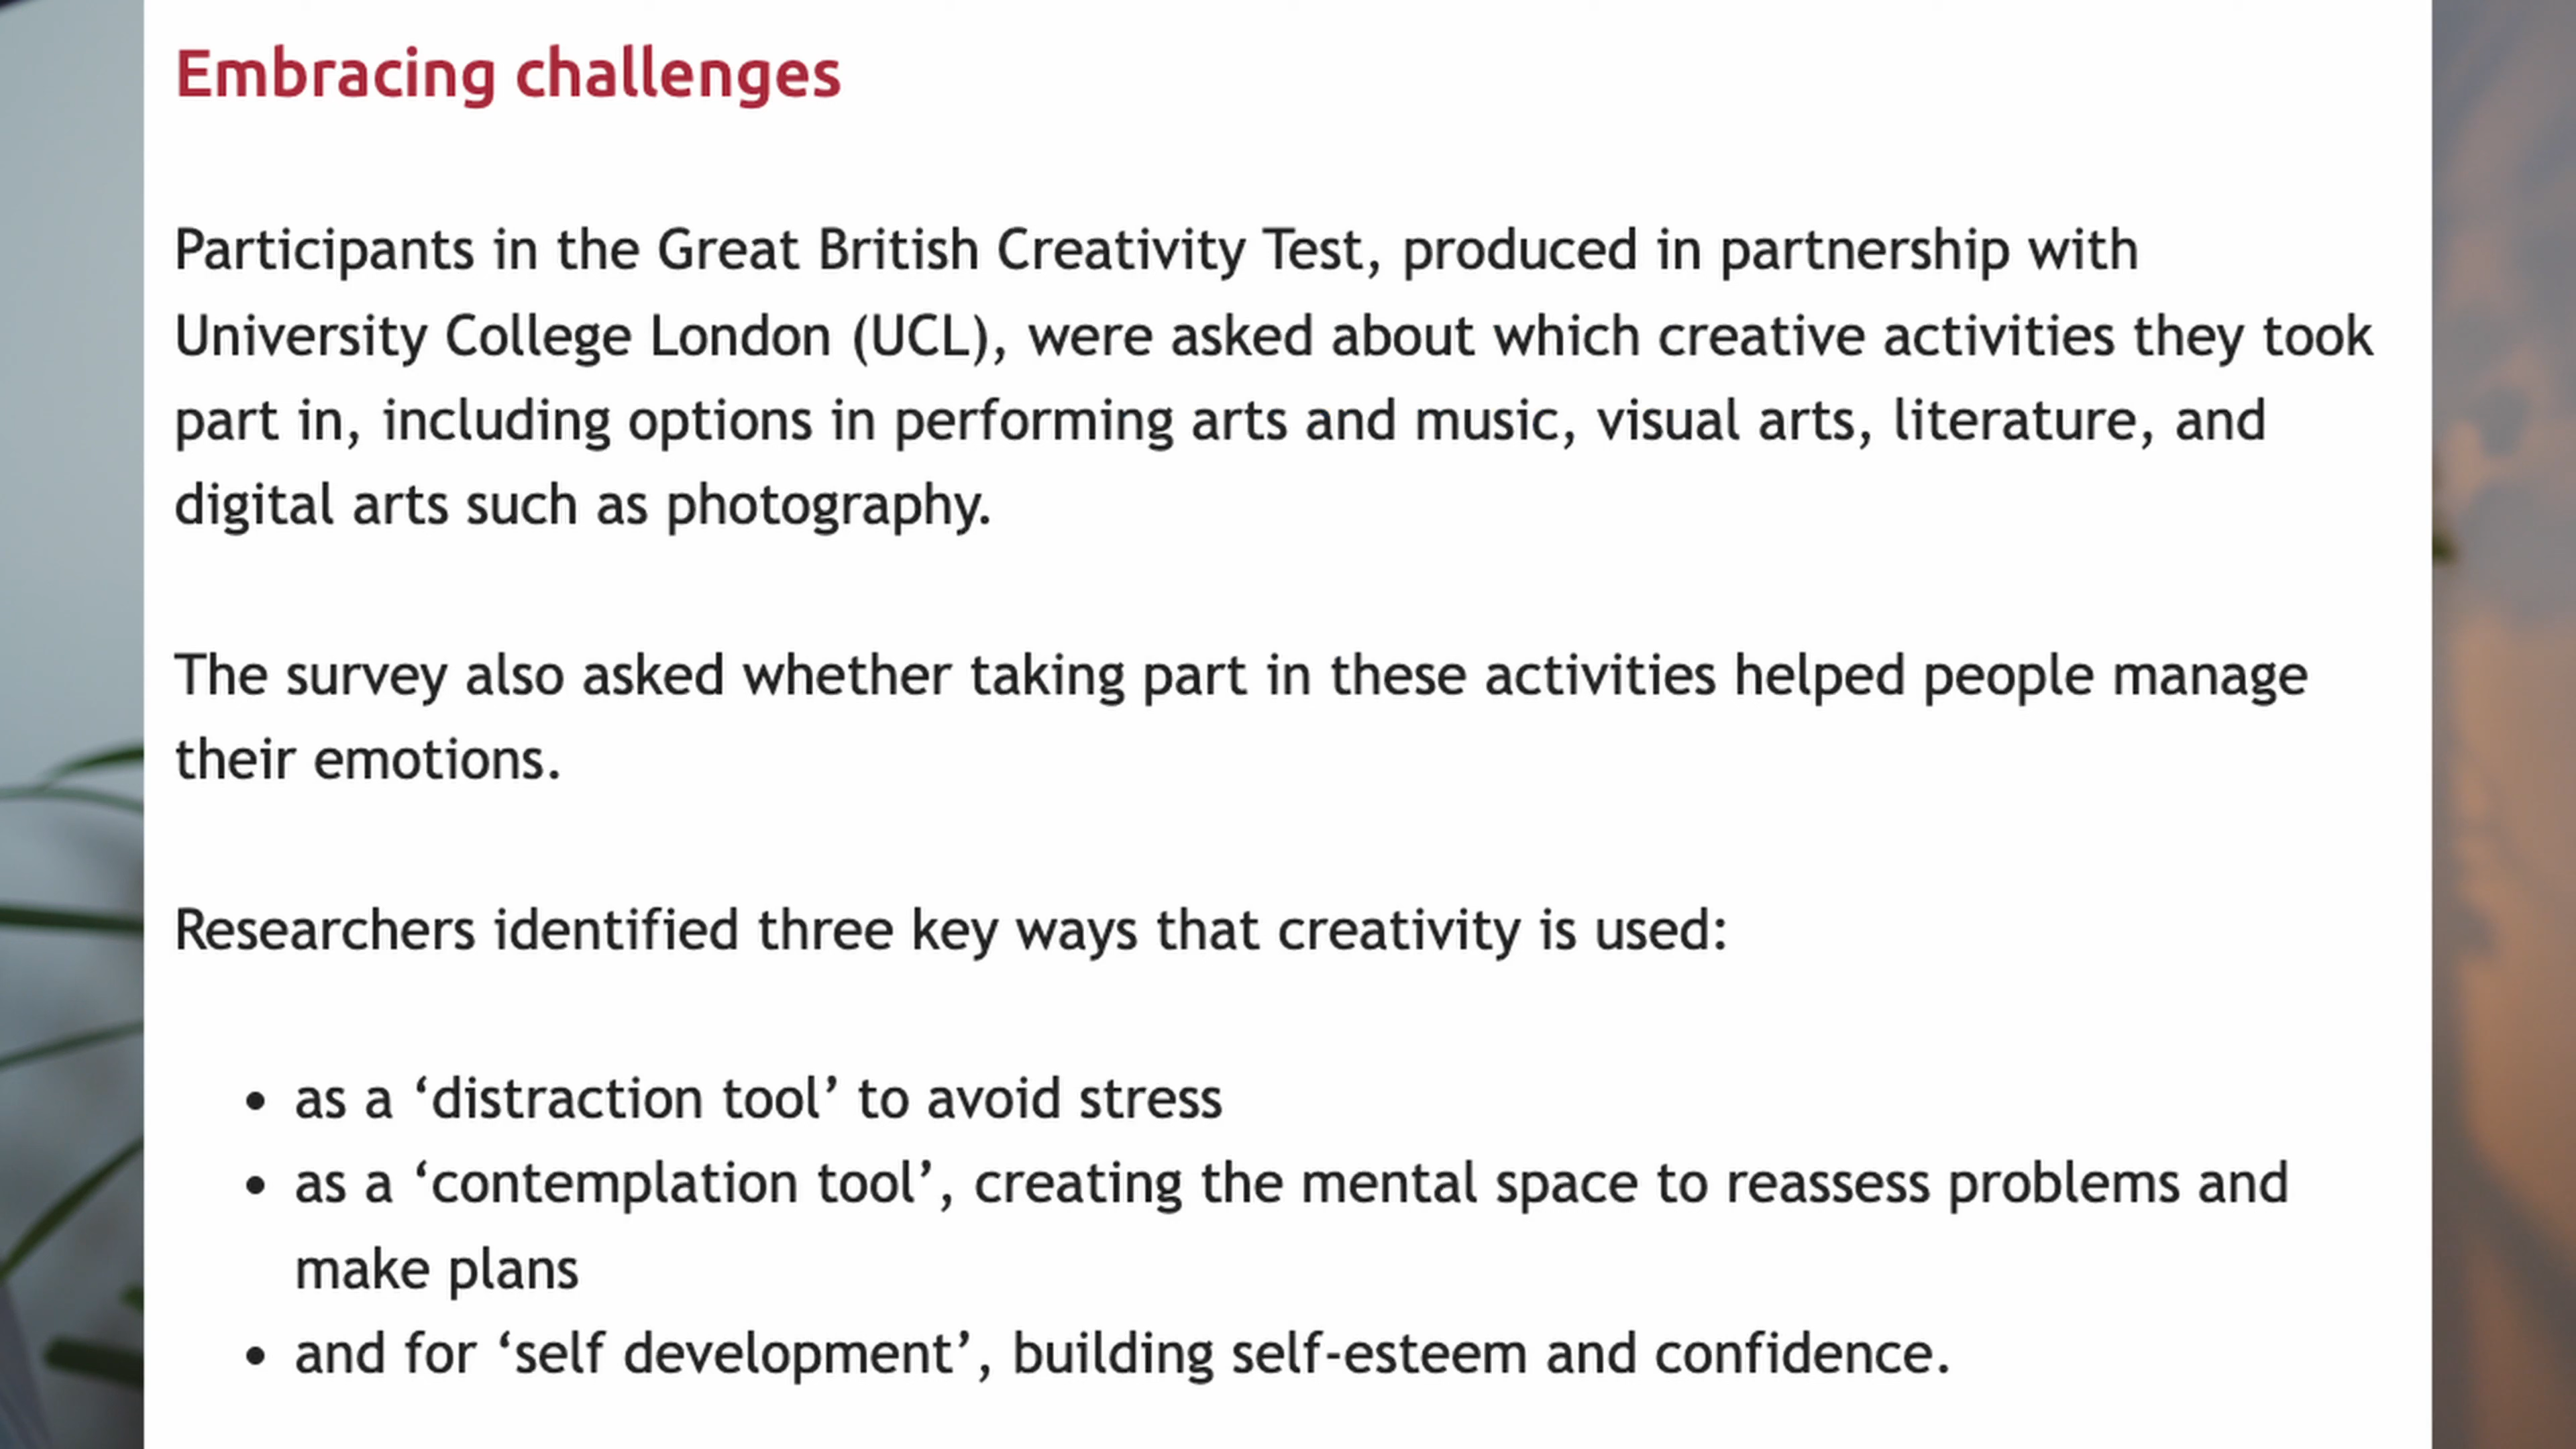 Embracing challenges
Participants in the Great British Creativity Test, produced in partnership with
University College London (UCL), were asked about which creative activities they took
part in, including options in performing arts and music, visual arts, literature, and
digital arts such as photography.
The survey also asked whether taking part in these activities helped people manage
their emotions.
Researchers identified three key ways that creativity is used:
• as a ‘distraction tool’ to avoid stress
• as a ‘contemplation tool’, creating the mental space to reassess problems and
make plans
• and for ‘self development’, building self-esteem and confidence.